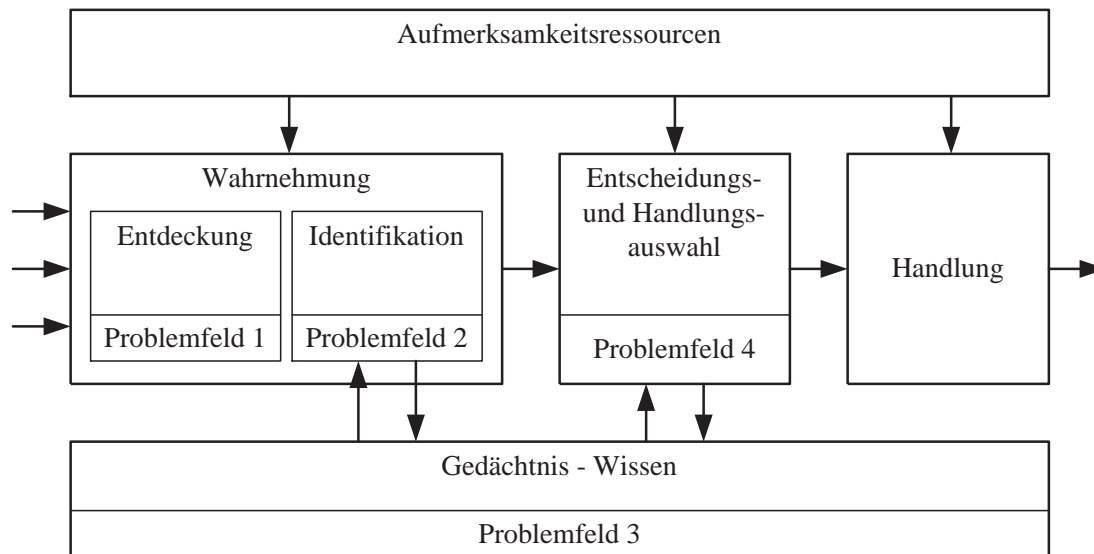 Aufmerksamkeitsressourcen
Wahrnehmung
Entdeckung
Problemfeld 1
Identifikation
Problemfeld 2
Entscheidungs-
und Handlungs-
auswahl
Problemfeld 4
Handlung
Gedächtnis - Wissen
Problemfeld 3